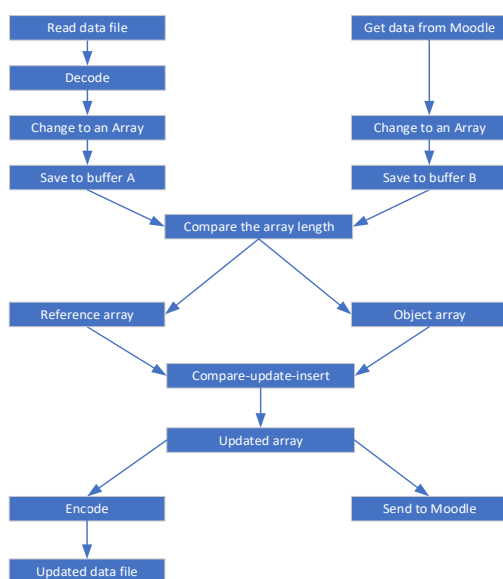 Read data file
Get data from Moodle
Decode
Change to an Array
Change to an Array
Save to buffer A
Save to buffer B
Compare the array length
Reference array
Object array
Compare-update-insert
Updated array
Encode
Send to Moodle
Updated data file